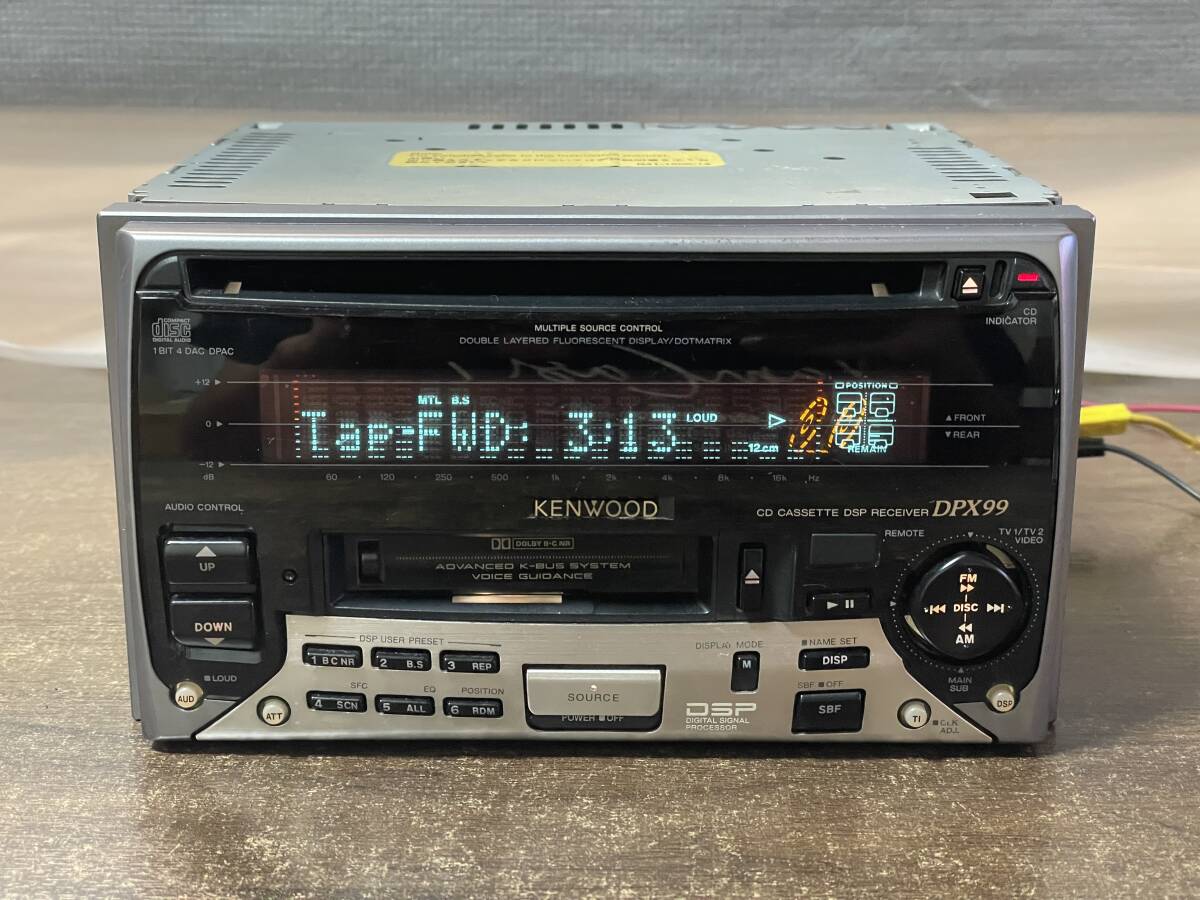 COMPACT
disc
DIGITAL AUDIO
1 BIT 4 DAC DPAC
MULTIPLE SOURCE CONTROL
DOUBLE LAYERED FLUORESCENT DISPLAY/DOTMATRIX
CD
INDICATOR
+12
0
-12
dB
MTL B.S
Tap-FWD: 3:13
LOUD
12cm
POSITION
REMAIN
▲ FRONT
▼ REAR
60 · 120 · 250 · 500 · 1k · 2k · 4k · 8k · 16k · Hz
KENWOOD
CD CASSETTE DSP RECEIVER DPX99
AUDIO CONTROL
UP
DOWN
DOLBY B·C NR
ADVANCED K-BUS SYSTEM
VOICE GUIDANCE
REMOTE
TV 1/TV 2
VIDEO
FM
DISC
AM
MAIN
SUB
DSP USER PRESET
1 B C NR
2 B.S
3 REP
SFC
EQ
POSITION
4 SCN
5 ALL
6 RDM
■ LOUD
AUD
ATT
SOURCE
POWER ■ OFF
DISPLAY MODE
M
■ NAME SET
DISP
SBF ■ OFF
SBF
DSP
DIGITAL SIGNAL
PROCESSOR
TI
■ CLK
ADJ.
DSP